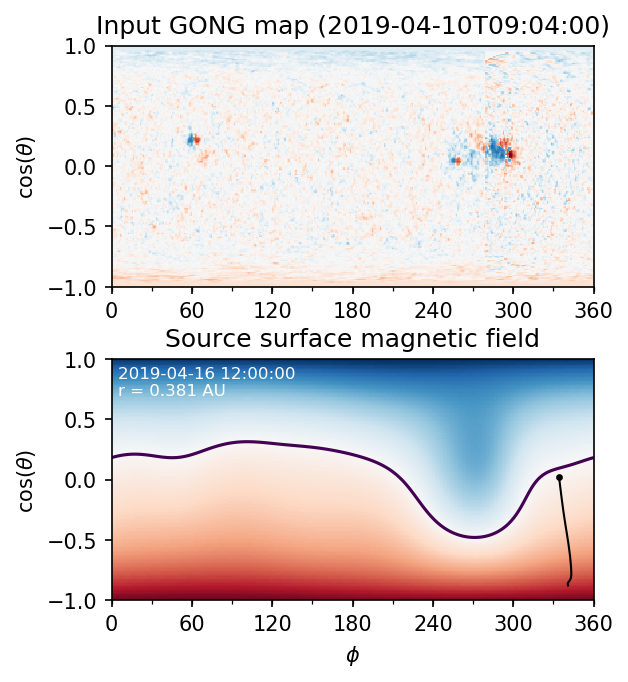 Input GONG map (2019-04-10T09:04:00)
1.0
0.5
0.0
−0.5
−1.0
cos(θ)
0 60 120 180 240 300 360
Source surface magnetic field
2019-04-16 12:00:00
r = 0.381 AU
1.0
0.5
0.0
−0.5
−1.0
cos(θ)
0 60 120 180 240 300 360
ϕ